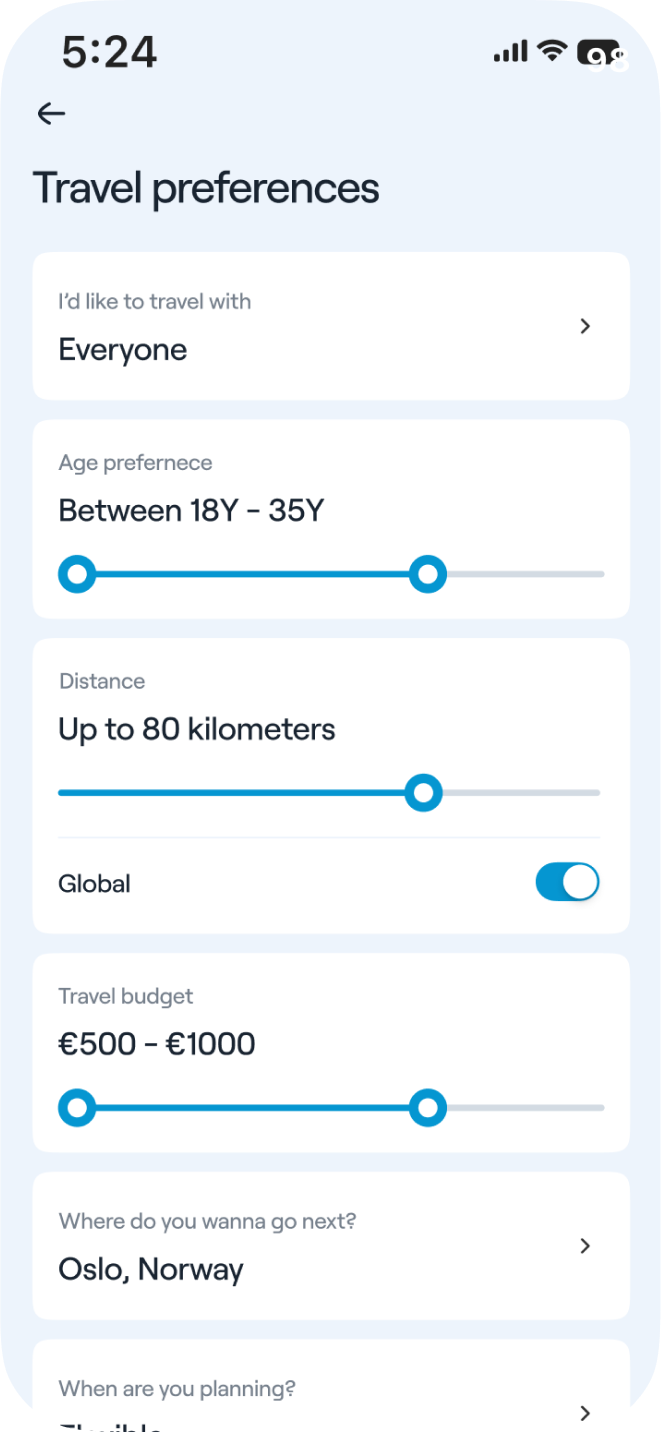 5:24
98
Travel preferences
I'd like to travel with
Everyone
Age prefernece
Between 18Y - 35Y
Distance
Up to 80 kilometers
Global
Travel budget
€500 - €1000
Where do you wanna go next?
Oslo, Norway
When are you planning?